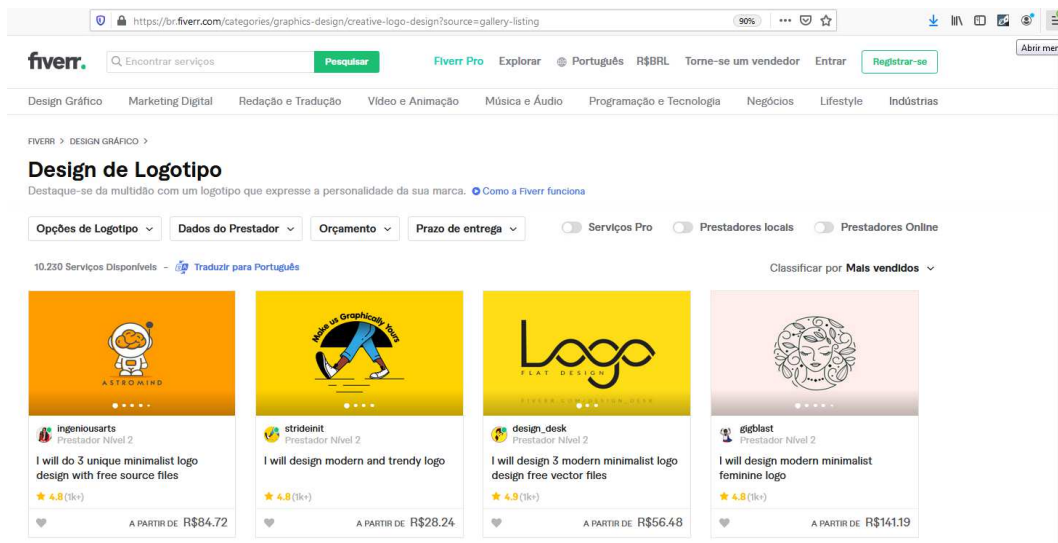 https://br.fiverr.com/categories/graphics-design/creative-logo-design?source=gallery-listing
90%
Abrir men
fiverr.
Encontrar serviços
Pesquisar
Fiverr Pro Explorar Português R$BRL Torne-se um vendedor Entrar Registrar-se
Design Gráfico Marketing Digital Redação e Tradução Vídeo e Animação Música e Áudio Programação e Tecnologia Negócios Lifestyle Indústrias
FIVERR > DESIGN GRÁFICO >
Design de Logotipo
Destaque-se da multidão com um logotipo que expresse a personalidade da sua marca. Como a Fiverr funciona
Opções de Logotipo Dados do Prestador Orçamento Prazo de entrega Serviços Pro Prestadores locais Prestadores Online
10.230 Serviços Disponíveis - Traduzir para Português
Classificar por Mais vendidos
ASTROMIND
Make us Graphically Yours
Logo
FLAT DESIGN
FIVERR.COM/DESIGN_DESK
ingeniousarts
Prestador Nível 2
I will do 3 unique minimalist logo
design with free source files
4.8 (1k+)
A PARTIR DE R$84.72
strideinit
Prestador Nível 2
I will design modern and trendy logo
4.8 (1k+)
A PARTIR DE R$28.24
design_desk
Prestador Nível 2
I will design 3 modern minimalist logo
design free vector files
4.9 (1k+)
A PARTIR DE R$56.48
gigblast
Prestador Nível 2
I will design modern minimalist
feminine logo
4.8 (1k+)
A PARTIR DE R$141.19